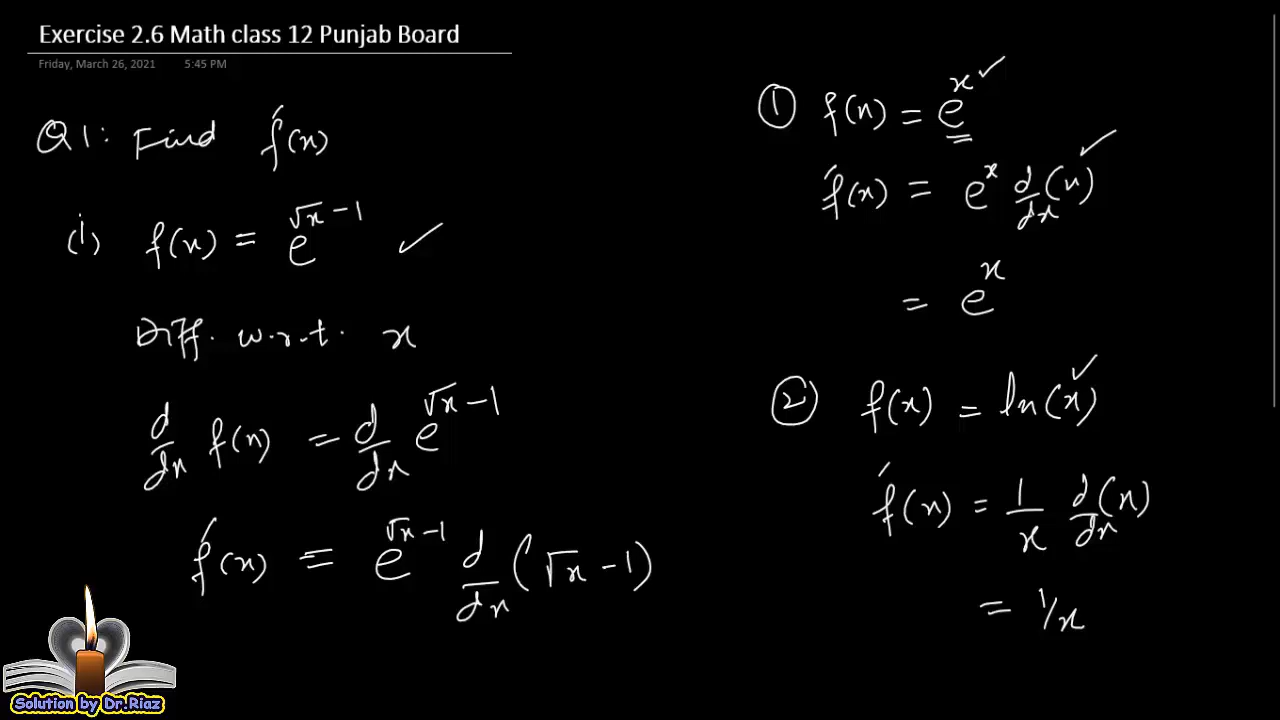 Exercise 2.6 Math class 12 Punjab Board
Friday, March 26, 2021 5:45 PM
Q1: Find f′(x)
(i) f(x) = e^(√x − 1) ✓
Diff. w.r.t. x
d/dx f(x) = d/dx e^(√x − 1)
f′(x) = e^(√x − 1) d/dx (√x − 1)
① f(x) = e^x ✓
f′(x) = e^x d/dx (x) ✓
= e^x
② f(x) = ln(x) ✓
f′(x) = 1/x d/dx (x)
= 1/x
Solution by Dr.Riaz